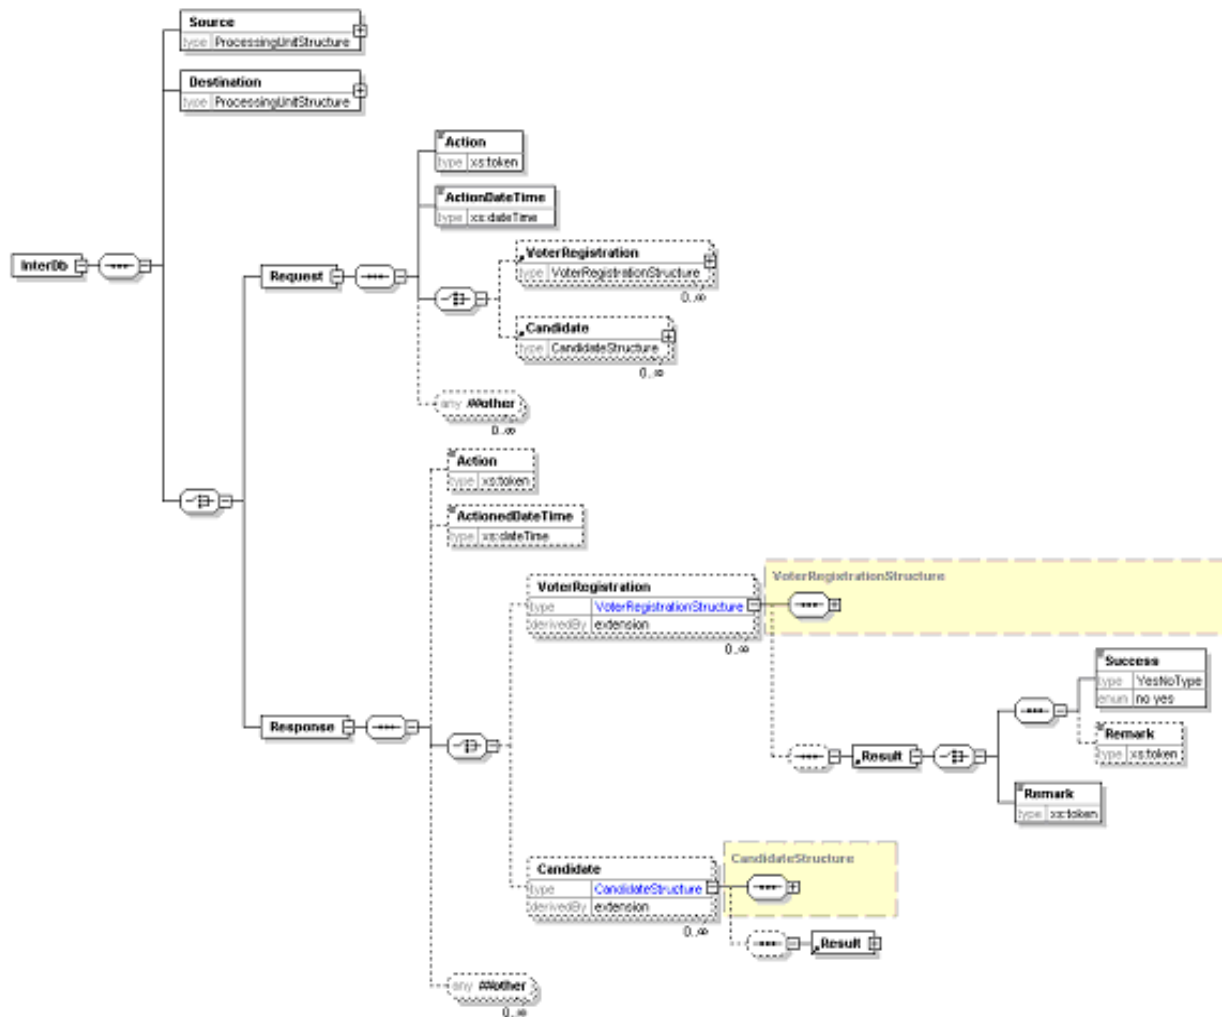 Source
type ProcessingUnitStructure
Destination
type ProcessingUnitStructure
Action
type xs:token
ActionDateTime
type xs:dateTime
InterDb
Request
VoterRegistration
type VoterRegistrationStructure
0..∞
Candidate
type CandidateStructure
0..∞
any ##other
0..∞
Action
type xs:token
ActionedDateTime
type xs:dateTime
VoterRegistration
type VoterRegistrationStructure
derivedBy extension
0..∞
VoterRegistrationStructure
Success
type YesNoType
enum no yes
Remark
type xs:token
Response
Result
Remark
type xs:token
Candidate
type CandidateStructure
derivedBy extension
0..∞
CandidateStructure
Result
any ##other
0..∞